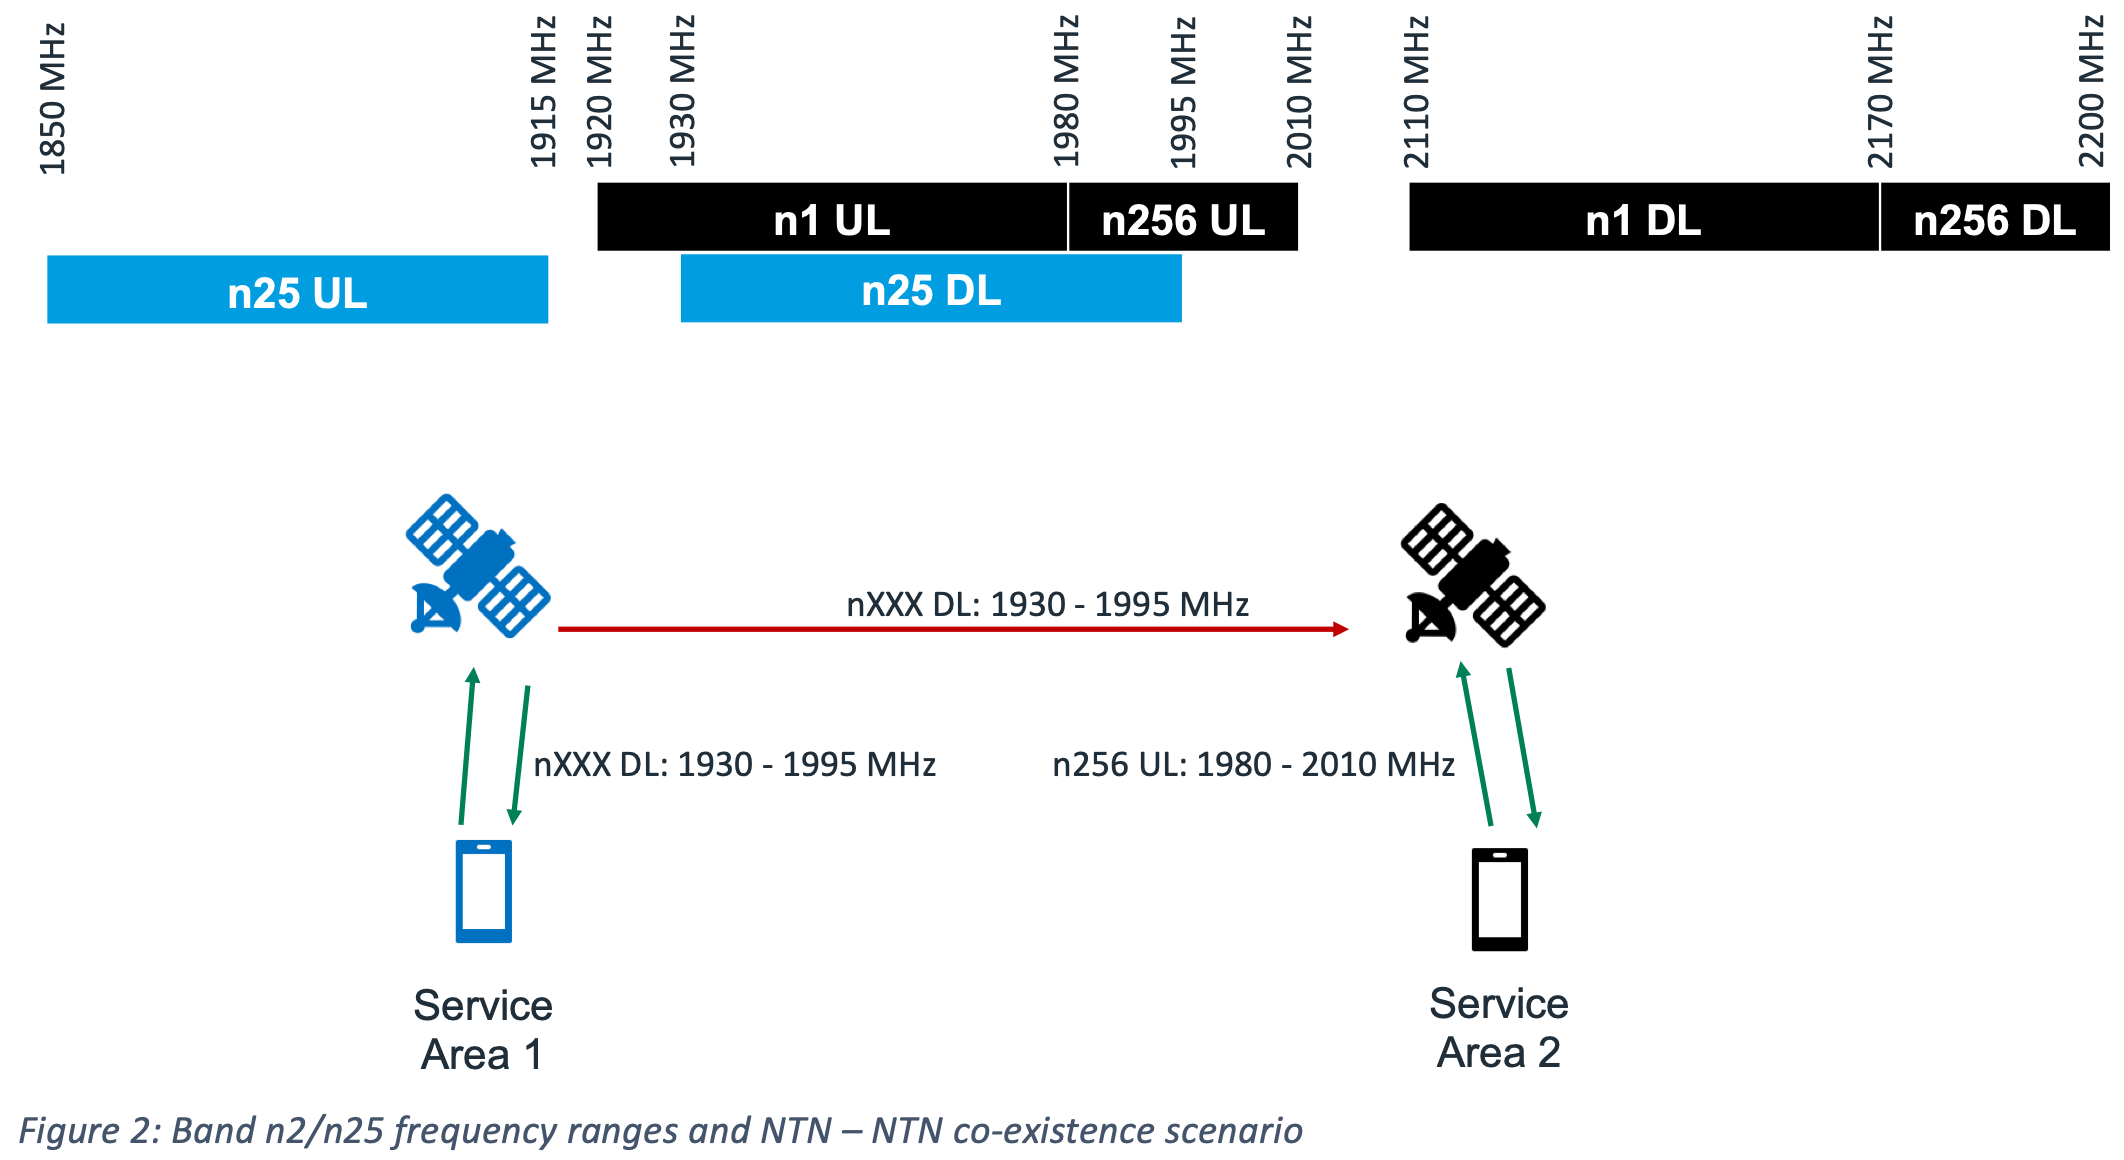 1850 MHz
1915 MHz
1920 MHz
1930 MHz
1980 MHz
1995 MHz
2010 MHz
2110 MHz
2170 MHz
2200 MHz
n1 UL
n256 UL
n1 DL
n256 DL
n25 UL
n25 DL
nXXX DL: 1930 - 1995 MHz
nXXX DL: 1930 - 1995 MHz
n256 UL: 1980 - 2010 MHz
Service
Area 1
Service
Area 2
Figure 2: Band n2/n25 frequency ranges and NTN – NTN co-existence scenario